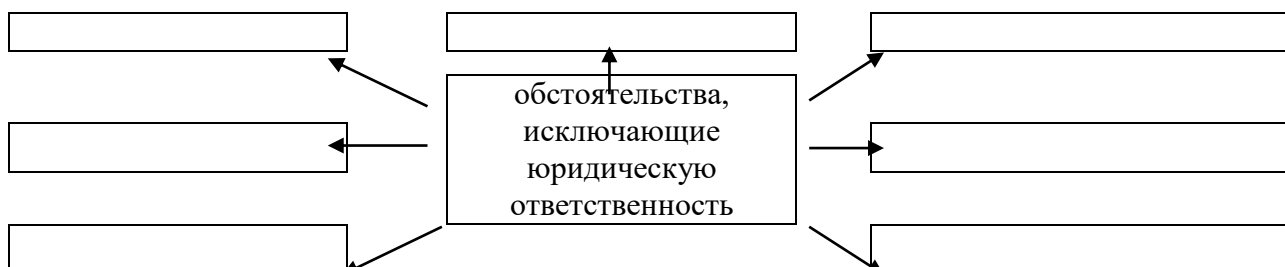 обстоятельства,
исключающие
юридическую
ответственность